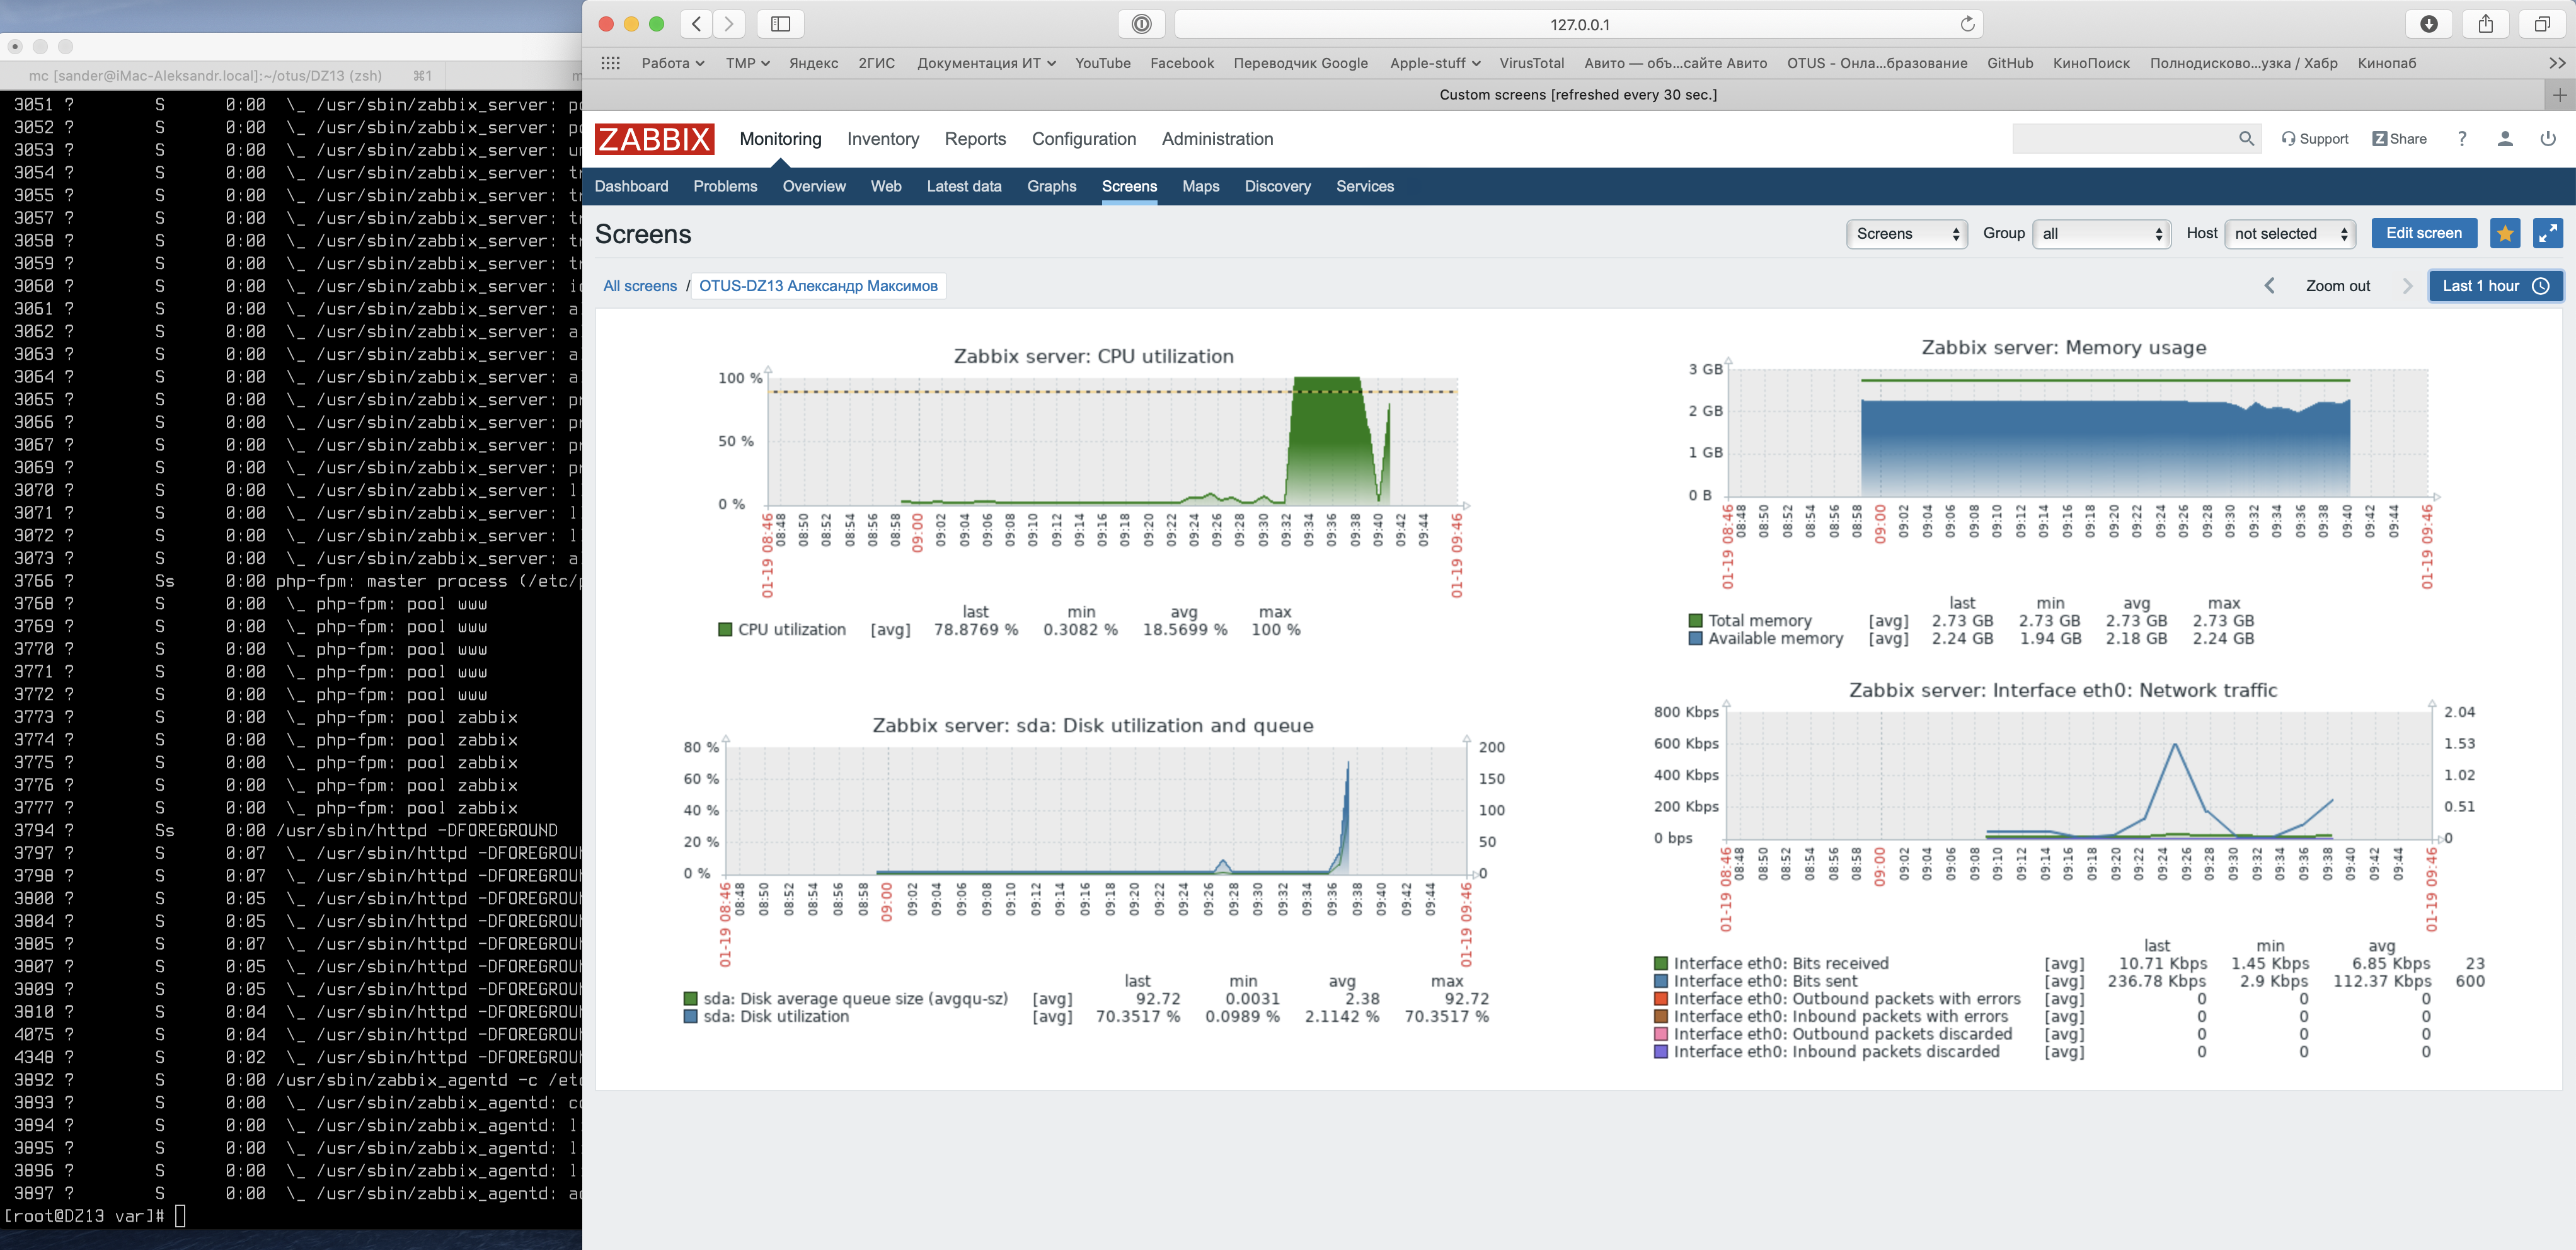 mc [sander@iMac-Aleksandr.local]:~/otus/DZ13 (zsh) ⌘1
3051 ? S 0:00 \_ /usr/sbin/zabbix_server:
3052 ? S 0:00 \_ /usr/sbin/zabbix_server:
3053 ? S 0:00 \_ /usr/sbin/zabbix_server:
3054 ? S 0:00 \_ /usr/sbin/zabbix_server:
3055 ? S 0:00 \_ /usr/sbin/zabbix_server:
3057 ? S 0:00 \_ /usr/sbin/zabbix_server:
3058 ? S 0:00 \_ /usr/sbin/zabbix_server:
3059 ? S 0:00 \_ /usr/sbin/zabbix_server:
3060 ? S 0:00 \_ /usr/sbin/zabbix_server:
3061 ? S 0:00 \_ /usr/sbin/zabbix_server:
3062 ? S 0:00 \_ /usr/sbin/zabbix_server:
3063 ? S 0:00 \_ /usr/sbin/zabbix_server:
3064 ? S 0:00 \_ /usr/sbin/zabbix_server:
3065 ? S 0:00 \_ /usr/sbin/zabbix_server:
3066 ? S 0:00 \_ /usr/sbin/zabbix_server:
3067 ? S 0:00 \_ /usr/sbin/zabbix_server:
3069 ? S 0:00 \_ /usr/sbin/zabbix_server:
3070 ? S 0:00 \_ /usr/sbin/zabbix_server:
3071 ? S 0:00 \_ /usr/sbin/zabbix_server:
3072 ? S 0:00 \_ /usr/sbin/zabbix_server:
3073 ? S 0:00 \_ /usr/sbin/zabbix_server:
3766 ? Ss 0:00 php-fpm: master process (/etc/
3768 ? S 0:00 \_ php-fpm: pool www
3769 ? S 0:00 \_ php-fpm: pool www
3770 ? S 0:00 \_ php-fpm: pool www
3771 ? S 0:00 \_ php-fpm: pool www
3772 ? S 0:00 \_ php-fpm: pool www
3773 ? S 0:00 \_ php-fpm: pool zabbix
3774 ? S 0:00 \_ php-fpm: pool zabbix
3775 ? S 0:00 \_ php-fpm: pool zabbix
3776 ? S 0:00 \_ php-fpm: pool zabbix
3777 ? S 0:00 \_ php-fpm: pool zabbix
3794 ? Ss 0:00 /usr/sbin/httpd -DFOREGROUND
3797 ? S 0:07 \_ /usr/sbin/httpd -DFOREGROU
3798 ? S 0:07 \_ /usr/sbin/httpd -DFOREGROU
3800 ? S 0:05 \_ /usr/sbin/httpd -DFOREGROU
3804 ? S 0:05 \_ /usr/sbin/httpd -DFOREGROU
3805 ? S 0:07 \_ /usr/sbin/httpd -DFOREGROU
3807 ? S 0:05 \_ /usr/sbin/httpd -DFOREGROU
3809 ? S 0:05 \_ /usr/sbin/httpd -DFOREGROU
3810 ? S 0:04 \_ /usr/sbin/httpd -DFOREGROU
4075 ? S 0:04 \_ /usr/sbin/httpd -DFOREGROU
4348 ? S 0:02 \_ /usr/sbin/httpd -DFOREGROU
3892 ? S 0:00 /usr/sbin/zabbix_agentd -c /et
3893 ? S 0:00 \_ /usr/sbin/zabbix_agentd:
3894 ? S 0:00 \_ /usr/sbin/zabbix_agentd:
3895 ? S 0:00 \_ /usr/sbin/zabbix_agentd:
3896 ? S 0:00 \_ /usr/sbin/zabbix_agentd:
3897 ? S 0:00 \_ /usr/sbin/zabbix_agentd:
[root@DZ13 var]#
127.0.0.1
Работа ТМР Яндекс 2ГИС Документация ИТ YouTube Facebook Переводчик Google Apple-stuff VirusTotal Авито — объ...сайте Авито OTUS - Онла...бразование GitHub КиноПоиск Полнодисково...узка / Хабр Кинопаб
Custom screens [refreshed every 30 sec.]
ZABBIX Monitoring Inventory Reports Configuration Administration Support Z Share ?
Dashboard Problems Overview Web Latest data Graphs Screens Maps Discovery Services
Screens Screens Group all Host not selected Edit screen
All screens / OTUS-DZ13 Александр Максимов Zoom out Last 1 hour
Zabbix server: CPU utilization
100 %
50 %
0 %
01-19 08:46 08:48 08:50 08:52 08:54 08:56 08:58 09:00 09:02 09:04 09:06 09:08 09:10 09:12 09:14 09:16 09:18 09:20 09:22 09:24 09:26 09:28 09:30 09:32 09:34 09:36 09:38 09:40 09:42 09:44 01-19 09:46
last min avg max
CPU utilization [avg] 78.8769 % 0.3082 % 18.5699 % 100 %
Zabbix server: Memory usage
3 GB
2 GB
1 GB
0 B
01-19 08:46 08:48 08:50 08:52 08:54 08:56 08:58 09:00 09:02 09:04 09:06 09:08 09:10 09:12 09:14 09:16 09:18 09:20 09:22 09:24 09:26 09:28 09:30 09:32 09:34 09:36 09:38 09:40 09:42 09:44 01-19 09:46
last min avg max
Total memory [avg] 2.73 GB 2.73 GB 2.73 GB 2.73 GB
Available memory [avg] 2.24 GB 1.94 GB 2.18 GB 2.24 GB
Zabbix server: sda: Disk utilization and queue
80 % 200
60 % 150
40 % 100
20 % 50
0 % 0
01-19 08:46 08:48 08:50 08:52 08:54 08:56 08:58 09:00 09:02 09:04 09:06 09:08 09:10 09:12 09:14 09:16 09:18 09:20 09:22 09:24 09:26 09:28 09:30 09:32 09:34 09:36 09:38 09:40 09:42 09:44 01-19 09:46
last min avg max
sda: Disk average queue size (avgqu-sz) [avg] 92.72 0.0031 2.38 92.72
sda: Disk utilization [avg] 70.3517 % 0.0989 % 2.1142 % 70.3517 %
Zabbix server: Interface eth0: Network traffic
800 Kbps 2.04
600 Kbps 1.53
400 Kbps 1.02
200 Kbps 0.51
0 bps 0
01-19 08:46 08:48 08:50 08:52 08:54 08:56 08:58 09:00 09:02 09:04 09:06 09:08 09:10 09:12 09:14 09:16 09:18 09:20 09:22 09:24 09:26 09:28 09:30 09:32 09:34 09:36 09:38 09:40 09:42 09:44 01-19 09:46
last min avg
Interface eth0: Bits received [avg] 10.71 Kbps 1.45 Kbps 6.85 Kbps 23
Interface eth0: Bits sent [avg] 236.78 Kbps 2.9 Kbps 112.37 Kbps 600
Interface eth0: Outbound packets with errors [avg] 0 0 0
Interface eth0: Inbound packets with errors [avg] 0 0 0
Interface eth0: Outbound packets discarded [avg] 0 0 0
Interface eth0: Inbound packets discarded [avg] 0 0 0